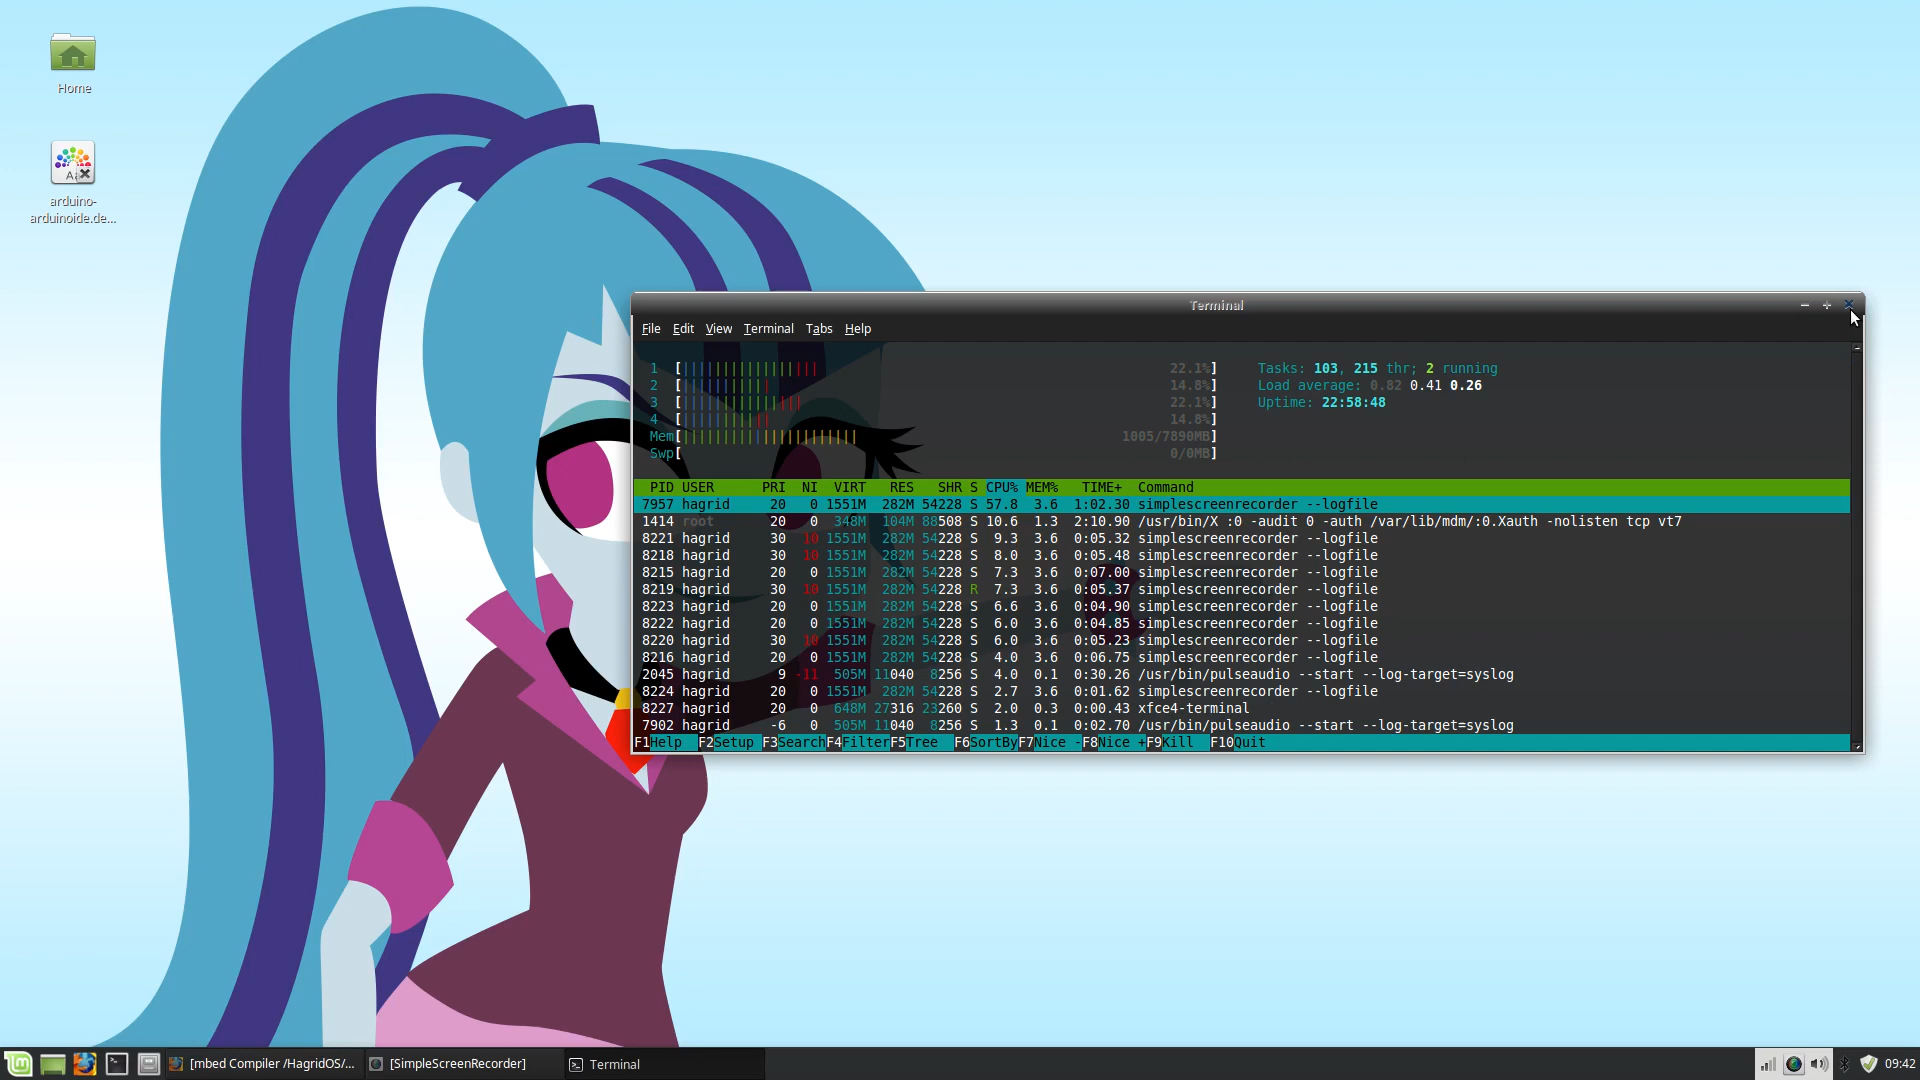 Home
arduino-
arduinoide.de...
Terminal
File Edit View Terminal Tabs Help
1 [||||||||||||||||| 22.1%] Tasks: 103, 215 thr; 2 running
2 [||||||||||| 14.8%] Load average: 0.82 0.41 0.26
3 [||||||||||||||| 22.1%] Uptime: 22:58:48
4 [||||||||||| 14.8%]
Mem[|||||||||||||||||||||| 1005/7890MB]
Swp[ 0/0MB]
PID USER PRI NI VIRT RES SHR S CPU% MEM% TIME+ Command
7957 hagrid 20 0 1551M 282M 54228 S 57.8 3.6 1:02.30 simplescreenrecorder --logfile
1414 root 20 0 348M 104M 88508 S 10.6 1.3 2:10.90 /usr/bin/X :0 -audit 0 -auth /var/lib/mdm/:0.Xauth -nolisten tcp vt7
8221 hagrid 30 10 1551M 282M 54228 S 9.3 3.6 0:05.32 simplescreenrecorder --logfile
8218 hagrid 30 10 1551M 282M 54228 S 8.0 3.6 0:05.48 simplescreenrecorder --logfile
8215 hagrid 20 0 1551M 282M 54228 S 7.3 3.6 0:07.00 simplescreenrecorder --logfile
8219 hagrid 30 10 1551M 282M 54228 R 7.3 3.6 0:05.37 simplescreenrecorder --logfile
8223 hagrid 20 0 1551M 282M 54228 S 6.6 3.6 0:04.90 simplescreenrecorder --logfile
8222 hagrid 20 0 1551M 282M 54228 S 6.0 3.6 0:04.85 simplescreenrecorder --logfile
8220 hagrid 30 10 1551M 282M 54228 S 6.0 3.6 0:05.23 simplescreenrecorder --logfile
8216 hagrid 20 0 1551M 282M 54228 S 4.0 3.6 0:06.75 simplescreenrecorder --logfile
2045 hagrid 9 -11 505M 11040 8256 S 4.0 0.1 0:30.26 /usr/bin/pulseaudio --start --log-target=syslog
8224 hagrid 20 0 1551M 282M 54228 S 2.7 3.6 0:01.62 simplescreenrecorder --logfile
8227 hagrid 20 0 648M 27316 23260 S 2.0 0.3 0:00.43 xfce4-terminal
7902 hagrid -6 0 505M 11040 8256 S 1.3 0.1 0:02.70 /usr/bin/pulseaudio --start --log-target=syslog
F1Help F2Setup F3SearchF4FilterF5Tree F6SortByF7Nice -F8Nice +F9Kill F10Quit
[mbed Compiler /HagridOS/... [SimpleScreenRecorder] Terminal 09:42